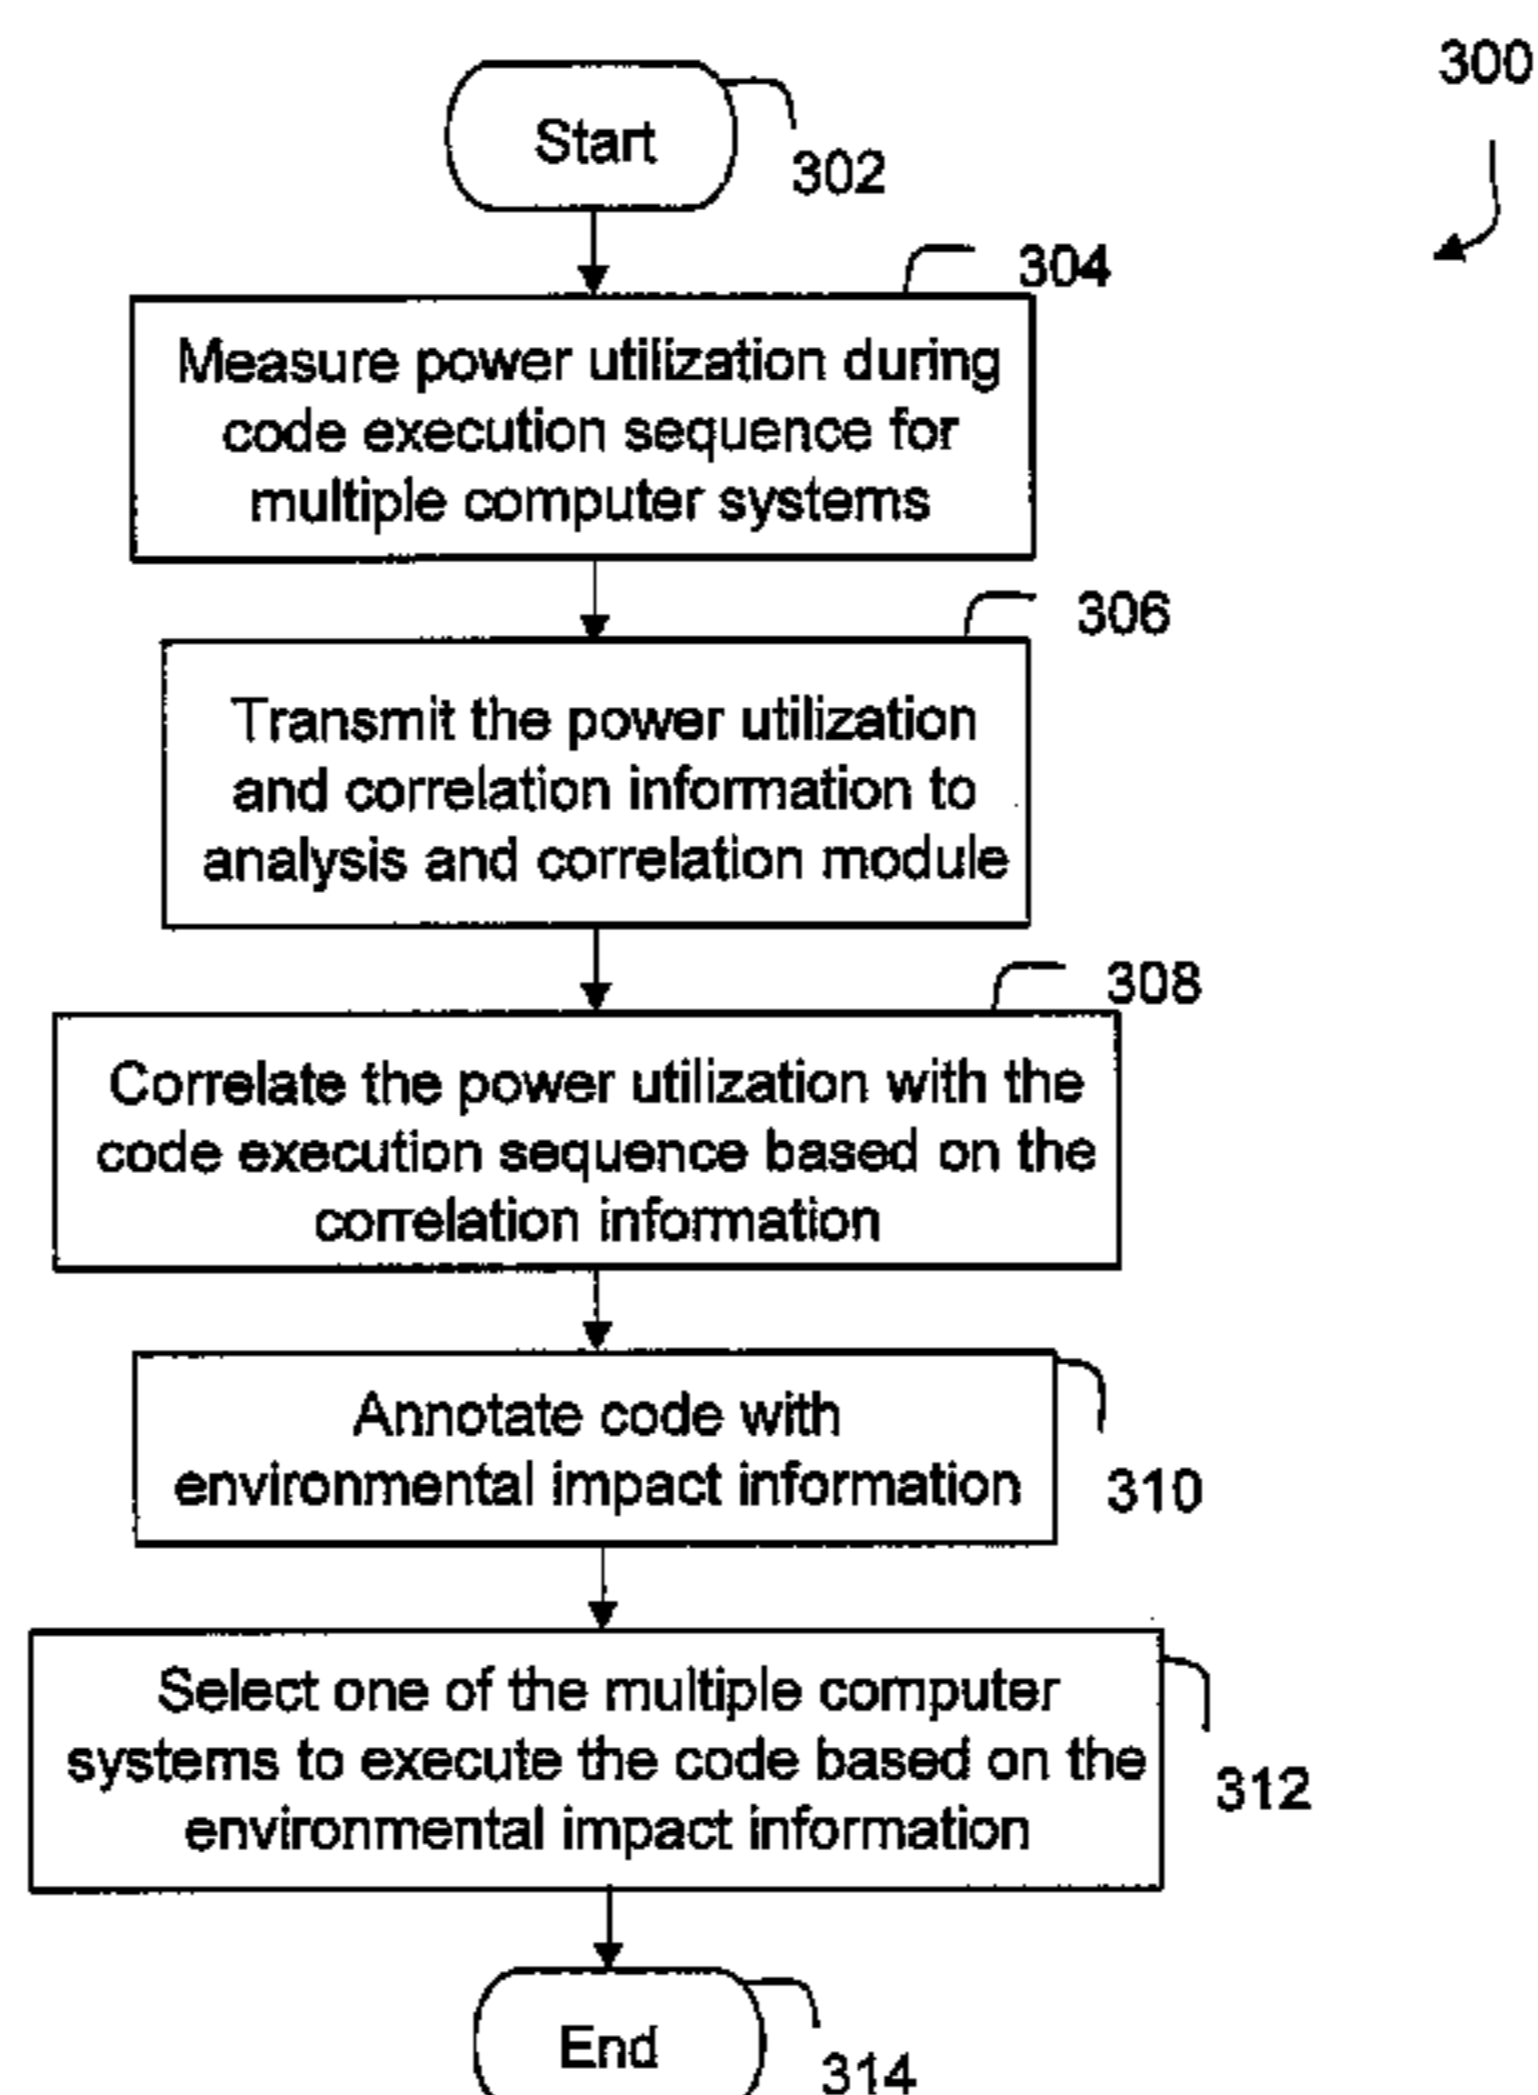 300
Start
302
304
Measure power utilization during
code execution sequence for
multiple computer systems
306
Transmit the power utilization
and correlation information to
analysis and correlation module
308
Correlate the power utilization with the
code execution sequence based on the
correlation information
Annotate code with
environmental impact information
310
Select one of the multiple computer
systems to execute the code based on the
environmental impact information
312
End
314